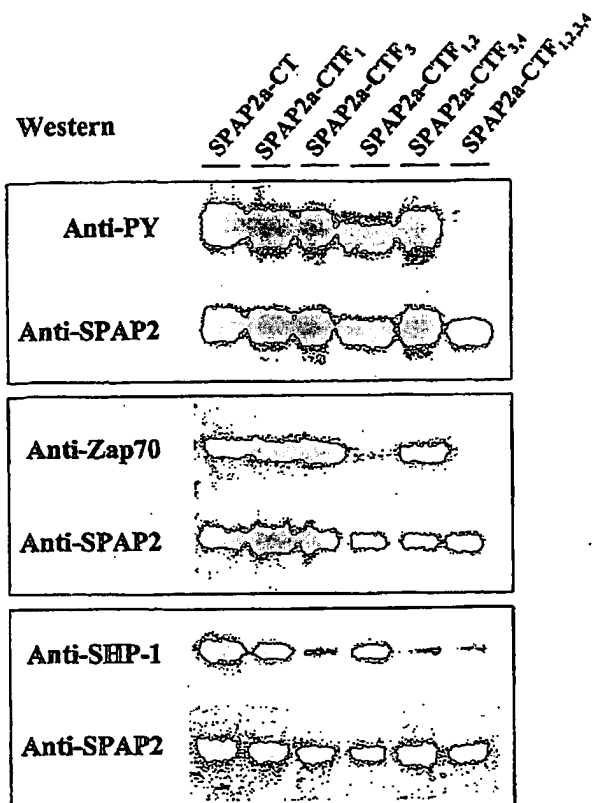 SPAP2a-CT
SPAP2a-CTF1
SPAP2a-CTF3
SPAP2a-CTF1,2
SPAP2a-CTF3,4
SPAP2a-CTF1,2,3,4
Western
Anti-PY
Anti-SPAP2
Anti-Zap70
Anti-SPAP2
Anti-SHP-1
Anti-SPAP2